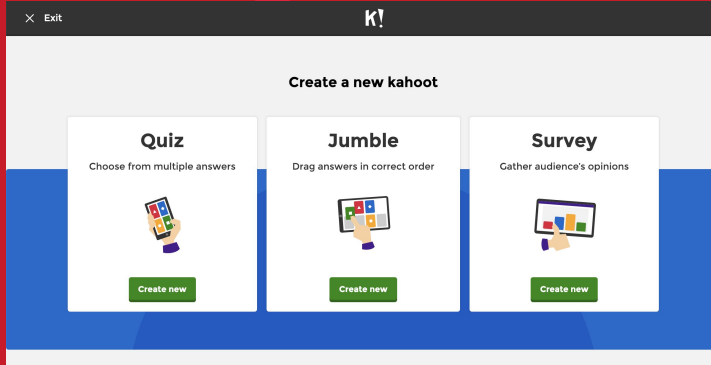 Exit
K!
Create a new kahoot
Quiz
Choose from multiple answers
Create new
Jumble
Drag answers in correct order
Create new
Survey
Gather audience's opinions
Create new